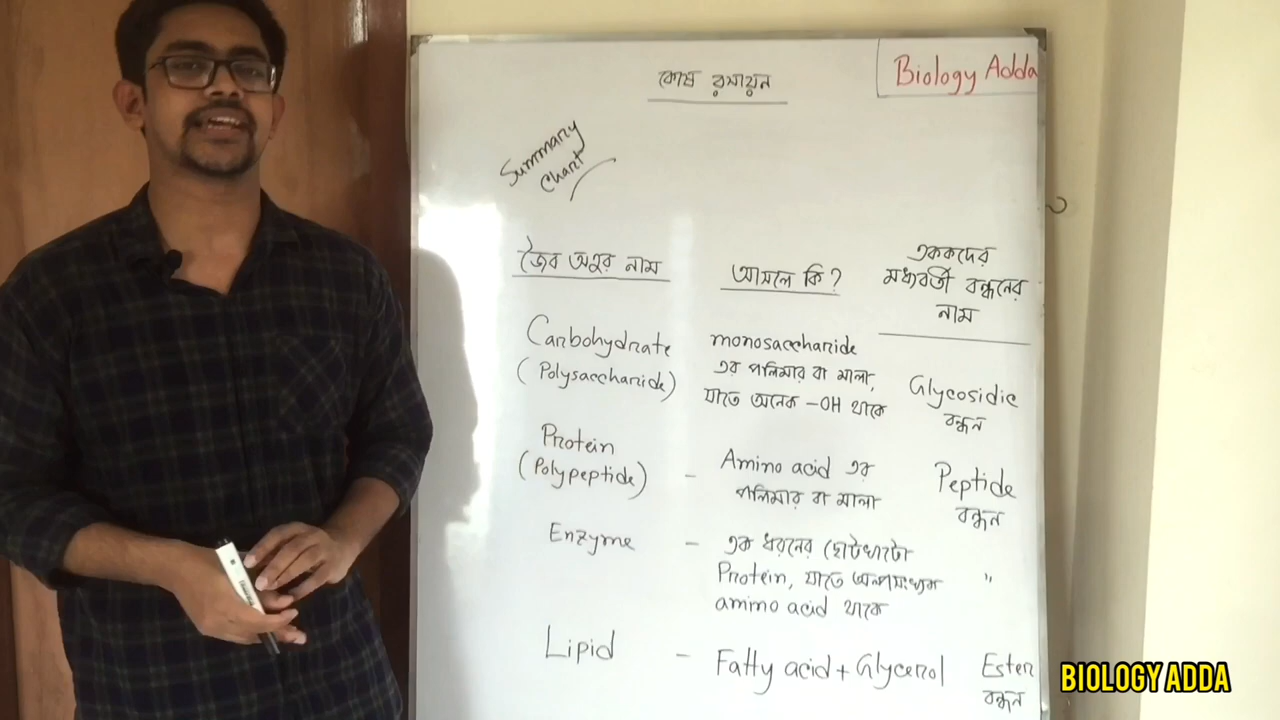 কোষ রসায়ন
Biology Adda
Summary
Chart
জৈব অণুর নাম
আসলে কি?
এককদের
মধ্যবর্তী বন্ধনের
নাম
Carbohydrate
(Polysaccharide)
monosaccharide
এর পলিমার বা মালা,
যাতে অনেক -OH থাকে
Glycosidic
বন্ধন
Protein
(Polypeptide)
- Amino acid এর
পলিমার বা মালা
Peptide
বন্ধন
Enzyme
- এক ধরনের ছোটখাটো
Protein, যাতে অল্পসংখ্যক "
amino acid থাকে
Lipid
- Fatty acid + Glycerol
Ester
বন্ধন
BIOLOGY ADDA